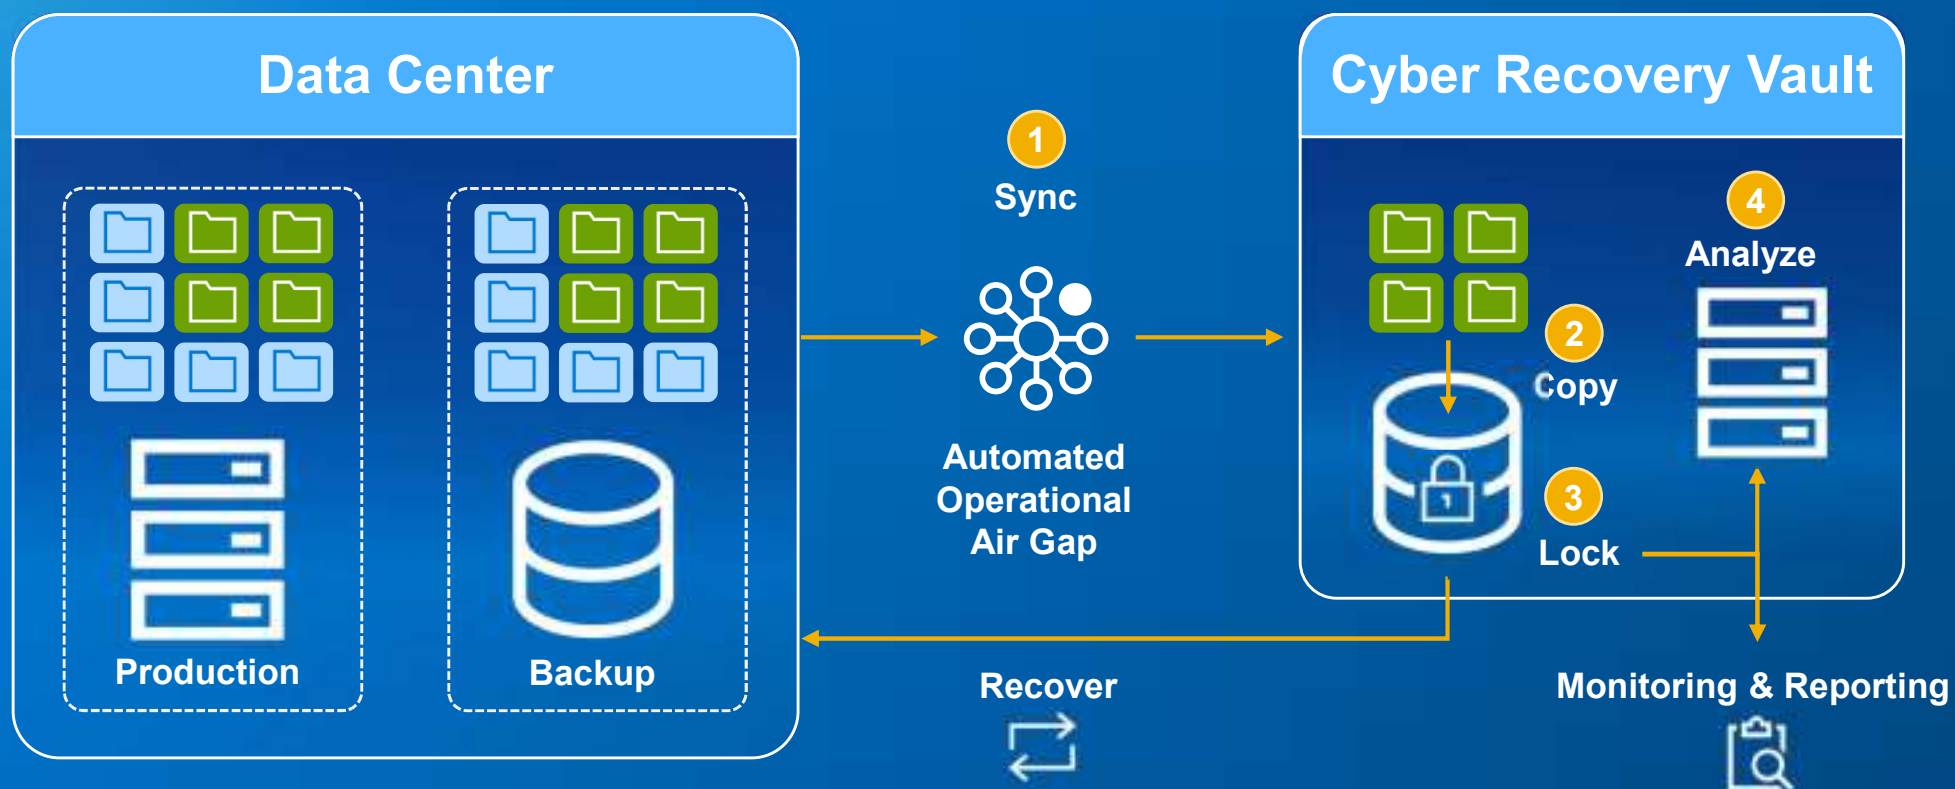 Data Center
Cyber Recovery Vault
1
Sync
4
Analyze
2
Copy
Automated
Operational
Air Gap
3
Lock
Production
Backup
Recover
Monitoring & Reporting